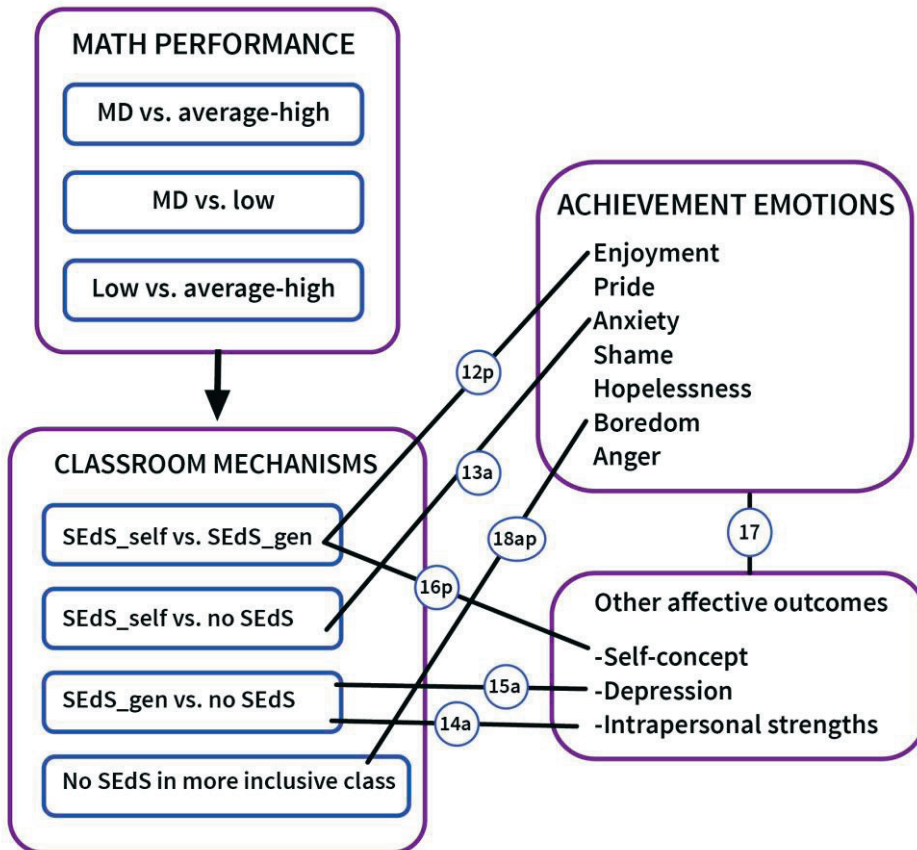 MATH PERFORMANCE
MD vs. average-high
MD vs. low
Low vs. average-high
CLASSROOM MECHANISMS
SEdS_self vs. SEdS_gen
SEdS_self vs. no SEdS
SEdS_gen vs. no SEdS
No SEdS in more inclusive class
12p
13a
18ap
16p
15a
14a
ACHIEVEMENT EMOTIONS
Enjoyment
Pride
Anxiety
Shame
Hopelessness
Boredom
Anger
17
Other affective outcomes
-Self-concept
-Depression
-Intrapersonal strengths